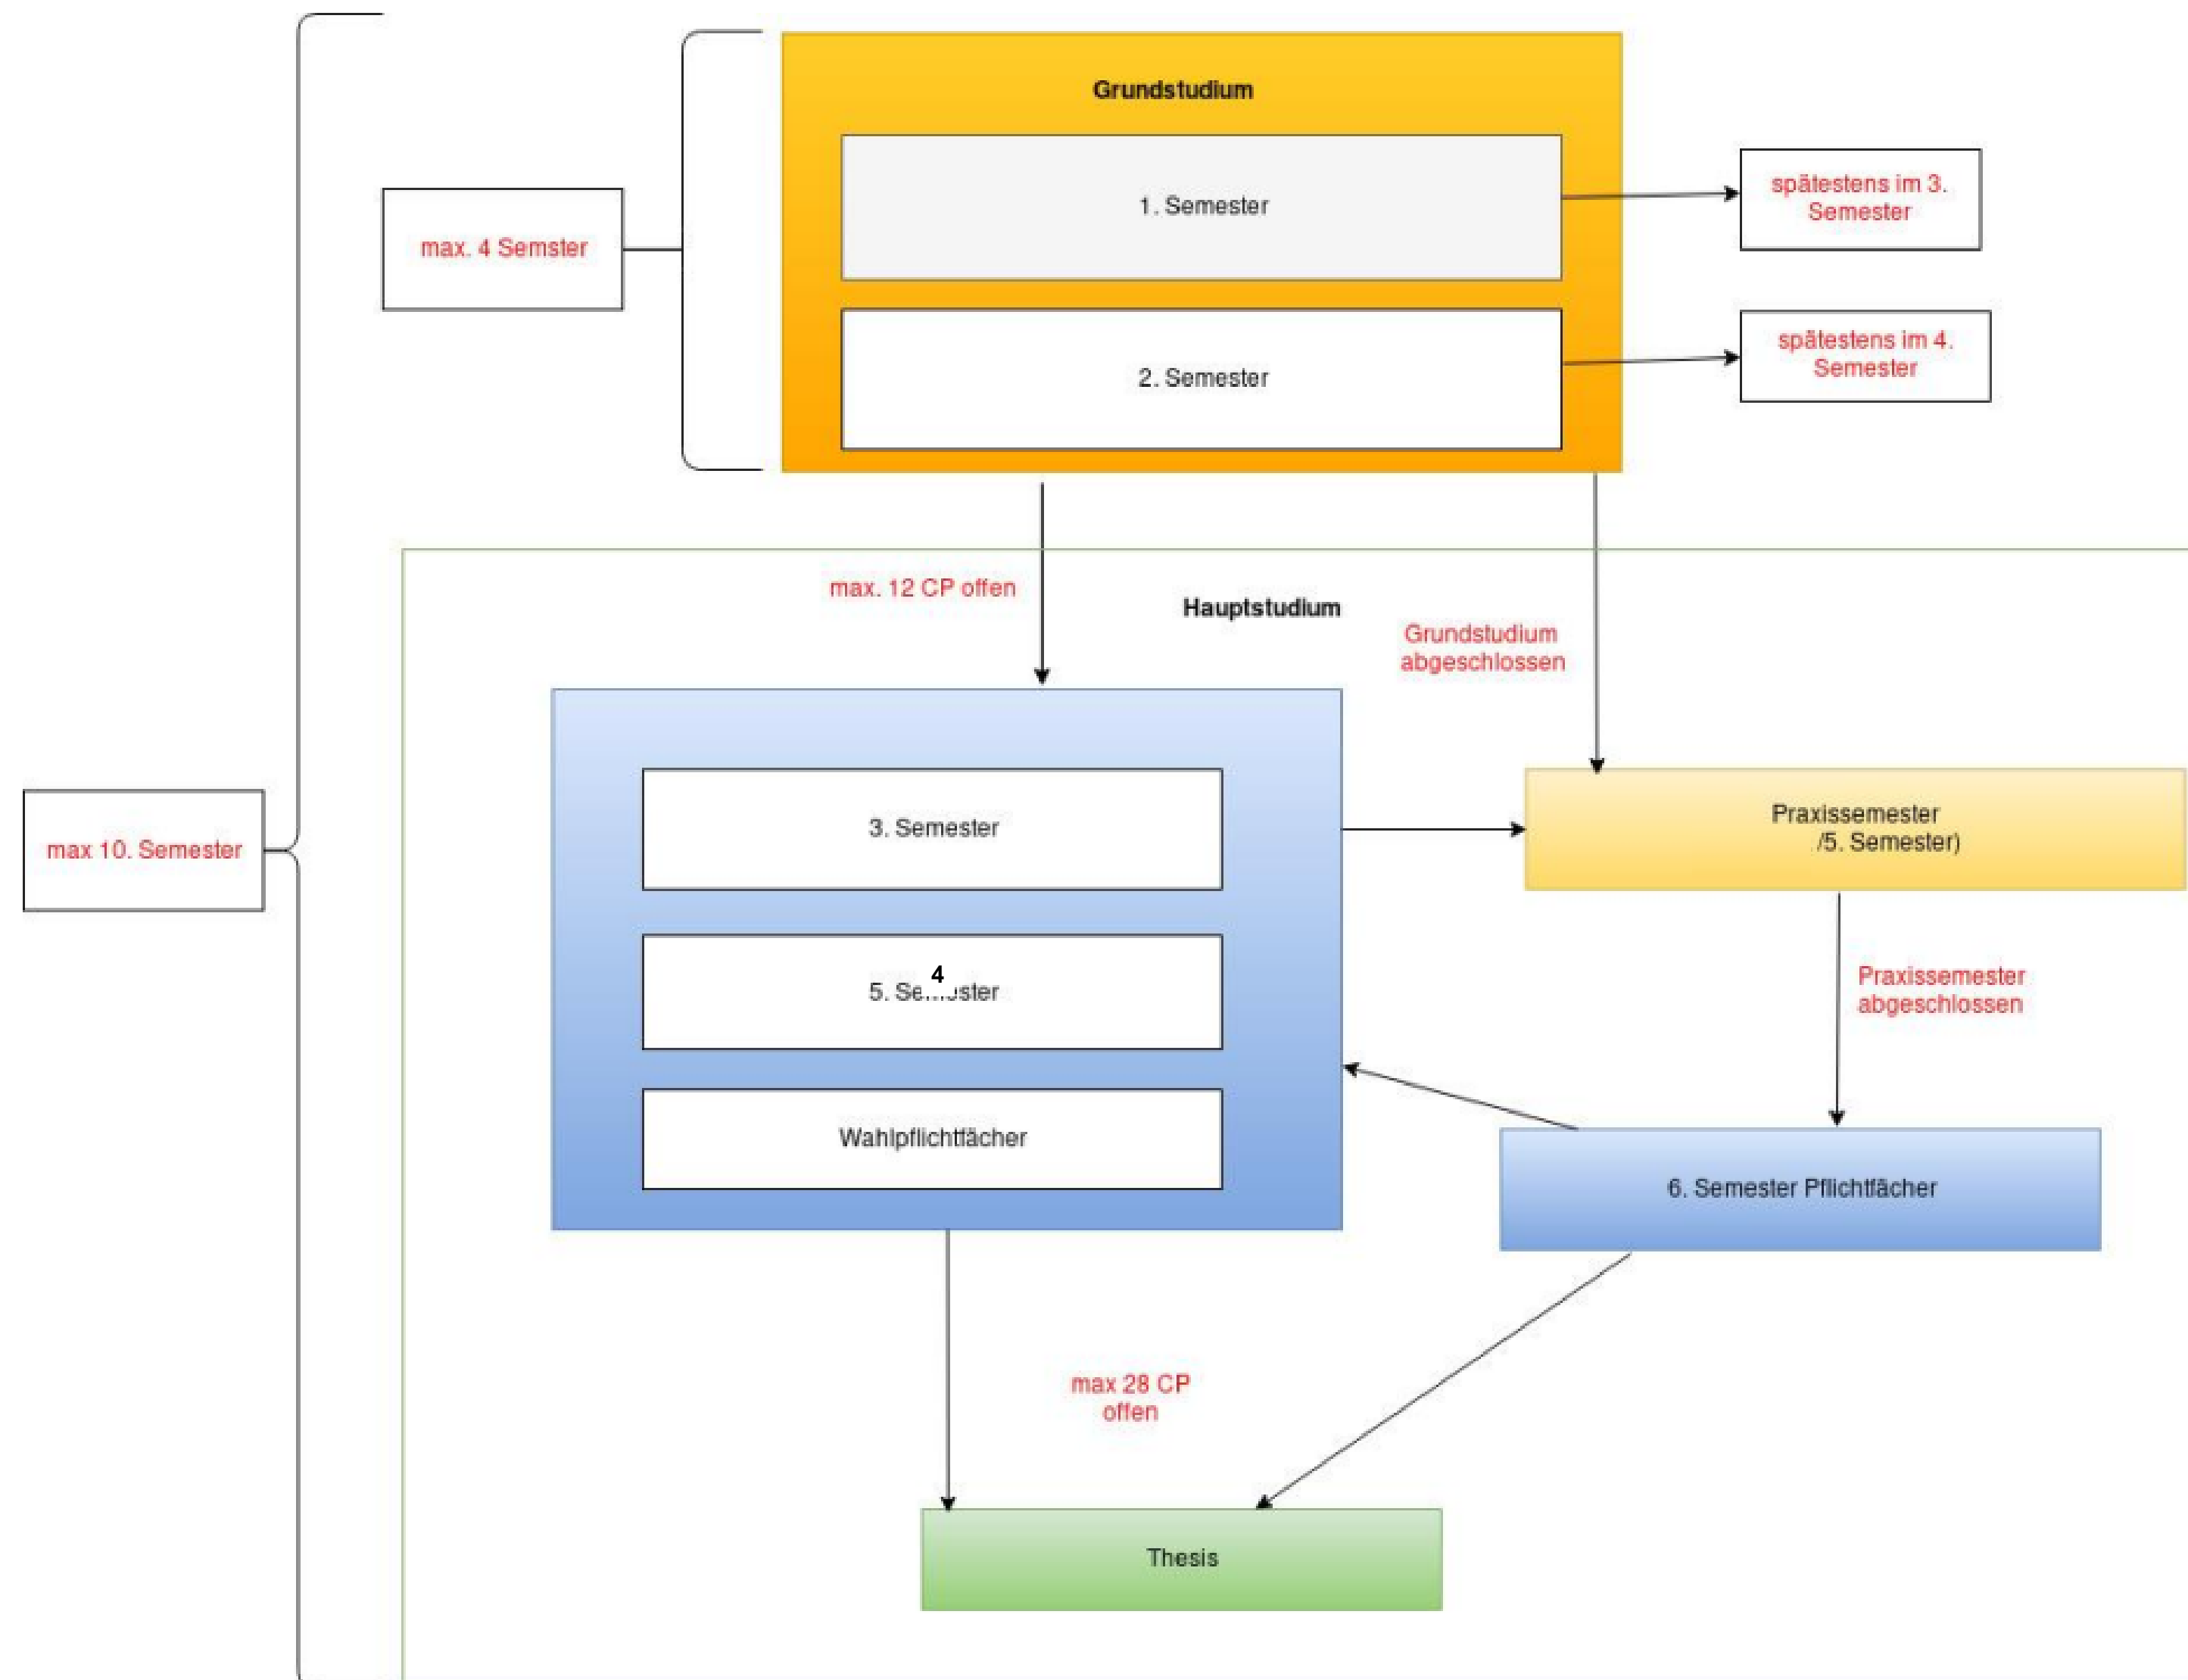 Grundstudium
1. Semester
spätestens im 3.
Semester
max. 4 Semster
2. Semester
spätestens im 4.
Semester
max. 12 CP offen
Hauptstudium
Grundstudium
abgeschlossen
3. Semester
Praxissemester
/5. Semester)
max 10. Semester
4
5. Semester
Praxissemester
abgeschlossen
Wahlpflichtfächer
6. Semester Pflichtfächer
max 28 CP
offen
Thesis